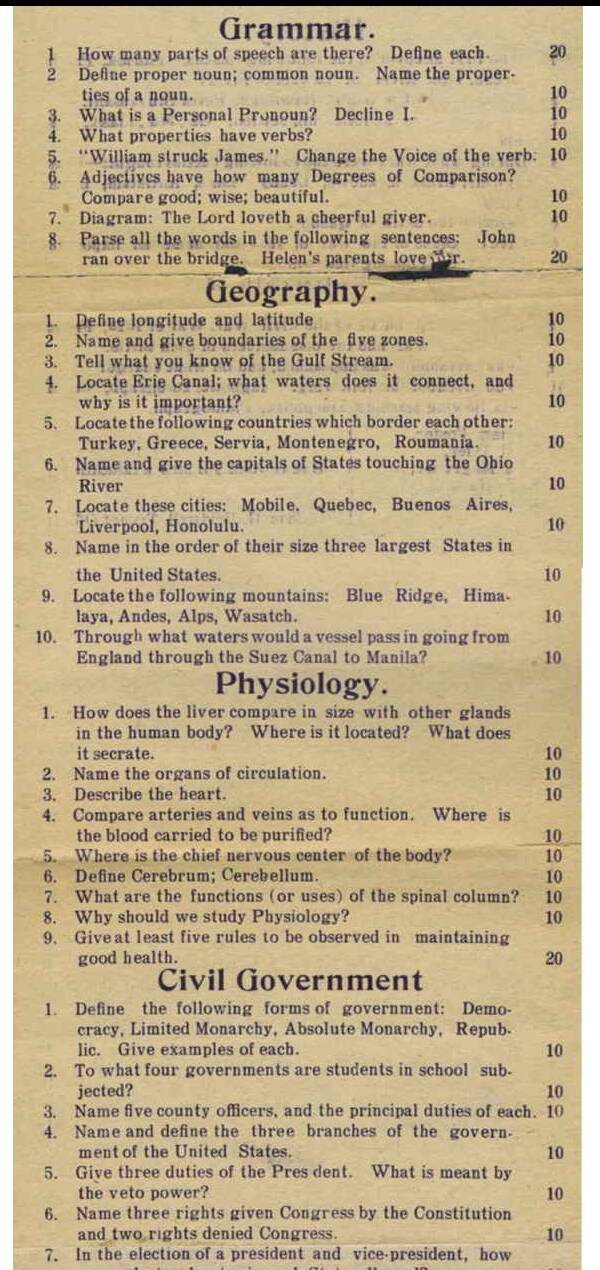 Grammar.
1 How many parts of speech are there? Define each. 20
2 Define proper noun; common noun. Name the proper-
ties of a noun. 10
3. What is a Personal Pronoun? Decline I. 10
4. What properties have verbs? 10
5. "William struck James." Change the Voice of the verb. 10
6. Adjectives have how many Degrees of Comparison?
Compare good; wise; beautiful. 10
7. Diagram: The Lord loveth a cheerful giver. 10
8. Parse all the words in the following sentences: John
ran over the bridge. Helen's parents love 20
Geography.
1. Define longitude and latitude 10
2. Name and give boundaries of the five zones. 10
3. Tell what you know of the Gulf Stream. 10
4. Locate Erie Canal; what waters does it connect, and
why is it important? 10
5. Locate the following countries which border each other:
Turkey, Greece, Servia, Montenegro, Roumania. 10
6. Name and give the capitals of States touching the Ohio
River 10
7. Locate these cities: Mobile. Quebec, Buenos Aires,
Liverpool, Honolulu. 10
8. Name in the order of their size three largest States in
the United States. 10
9. Locate the following mountains: Blue Ridge, Hima-
laya, Andes, Alps, Wasatch. 10
10. Through what waters would a vessel pass in going from
England through the Suez Canal to Manila? 10
Physiology.
1. How does the liver compare in size with other glands
in the human body? Where is it located? What does
it secrate. 10
2. Name the organs of circulation. 10
3. Describe the heart. 10
4. Compare arteries and veins as to function. Where is
the blood carried to be purified? 10
5. Where is the chief nervous center of the body? 10
6. Define Cerebrum; Cerebellum. 10
7. What are the functions (or uses) of the spinal column? 10
8. Why should we study Physiology? 10
9. Give at least five rules to be observed in maintaining
good health. 20
Civil Government
1. Define the following forms of government: Demo-
cracy, Limited Monarchy, Absolute Monarchy, Repub-
lic. Give examples of each. 10
2. To what four governments are students in school sub-
jected? 10
3. Name five county officers, and the principal duties of each. 10
4. Name and define the three branches of the govern-
ment of the United States. 10
5. Give three duties of the Pres dent. What is meant by
the veto power? 10
6. Name three rights given Congress by the Constitution
and two rights denied Congress. 10
7. In the election of a president and vice-president, how